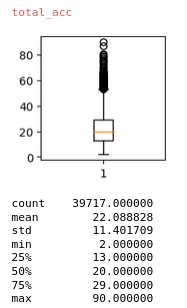 total_acc
80
60
40
20
0
1
count 39717.000000
mean 22.088828
std 11.401709
min 2.000000
25% 13.000000
50% 20.000000
75% 29.000000
max 90.000000